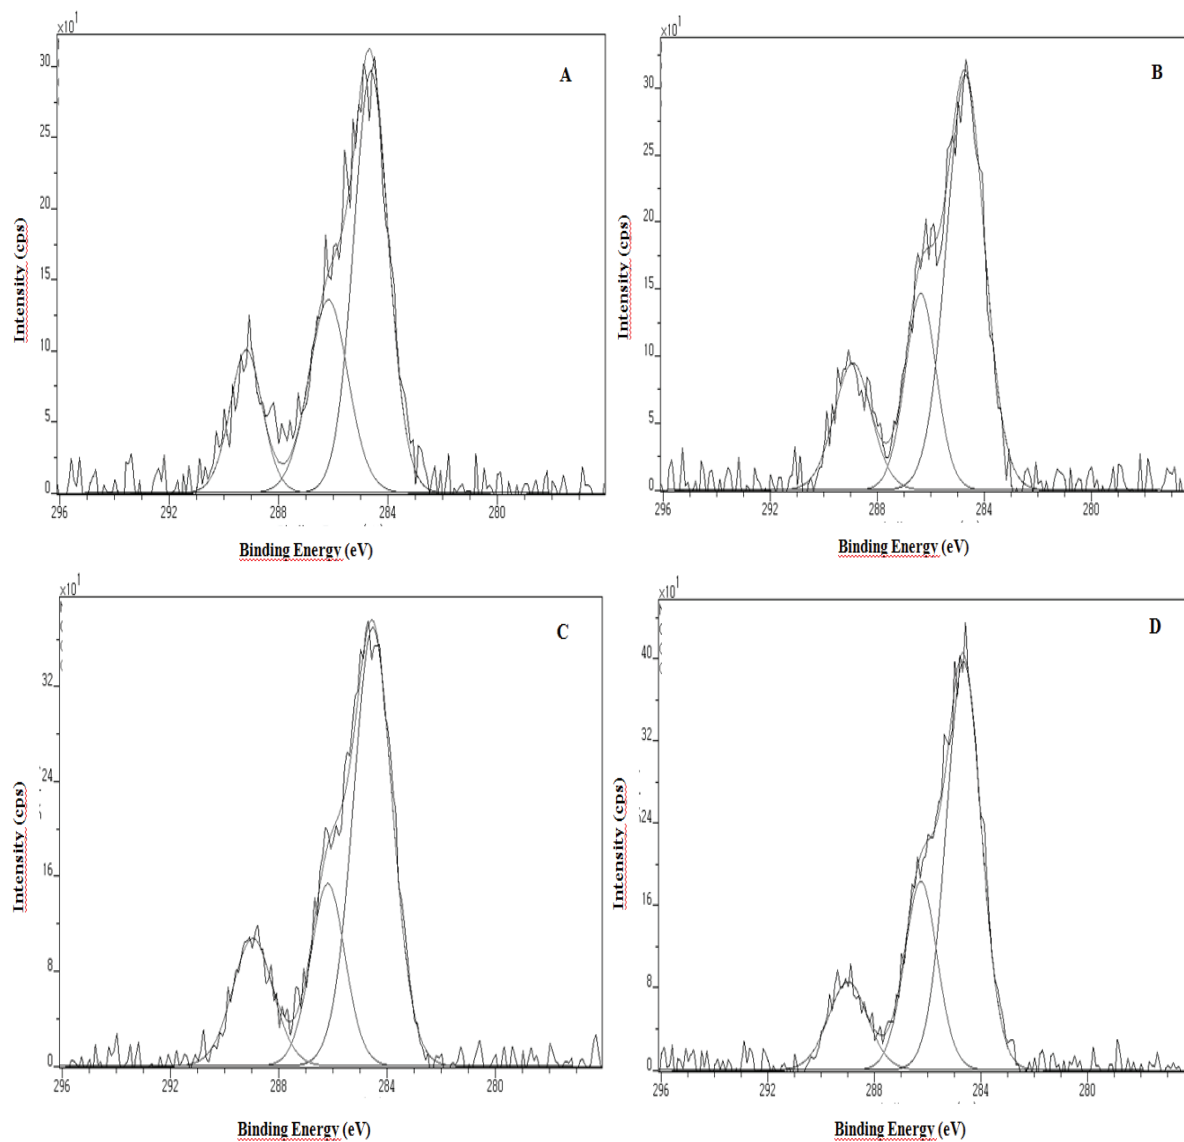 x10¹
A
30
25
20
15
10
5
0
Intensity (cps)
296 292 288 284 280
Binding Energy (eV)
x10¹
B
30
25
20
15
10
5
0
Intensity (cps)
296 292 288 284 280
Binding Energy (eV)
x10¹
C
32
24
16
8
0
Intensity (cps)
296 292 288 284 280
Binding Energy (eV)
x10¹
D
40
32
24
16
8
0
Intensity (cps)
296 292 288 284 280
Binding Energy (eV)